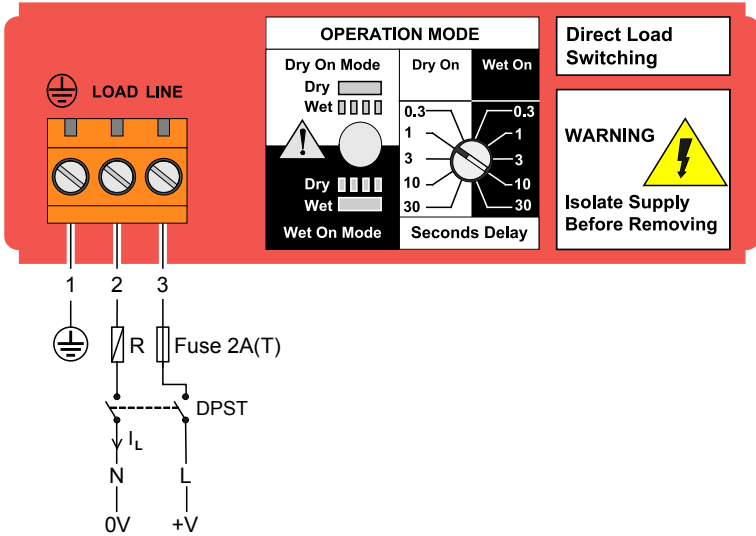 OPERATION MODE
Dry On Mode
Dry
Wet
Dry
Wet
Wet On Mode
Dry On
Wet On
0.3
0.3
1
1
3
3
10
10
30
30
Seconds Delay
Direct Load
Switching
WARNING
Isolate Supply
Before Removing
LOAD LINE
1 2 3
R
Fuse 2A(T)
DPST
IL
N L
0V +V